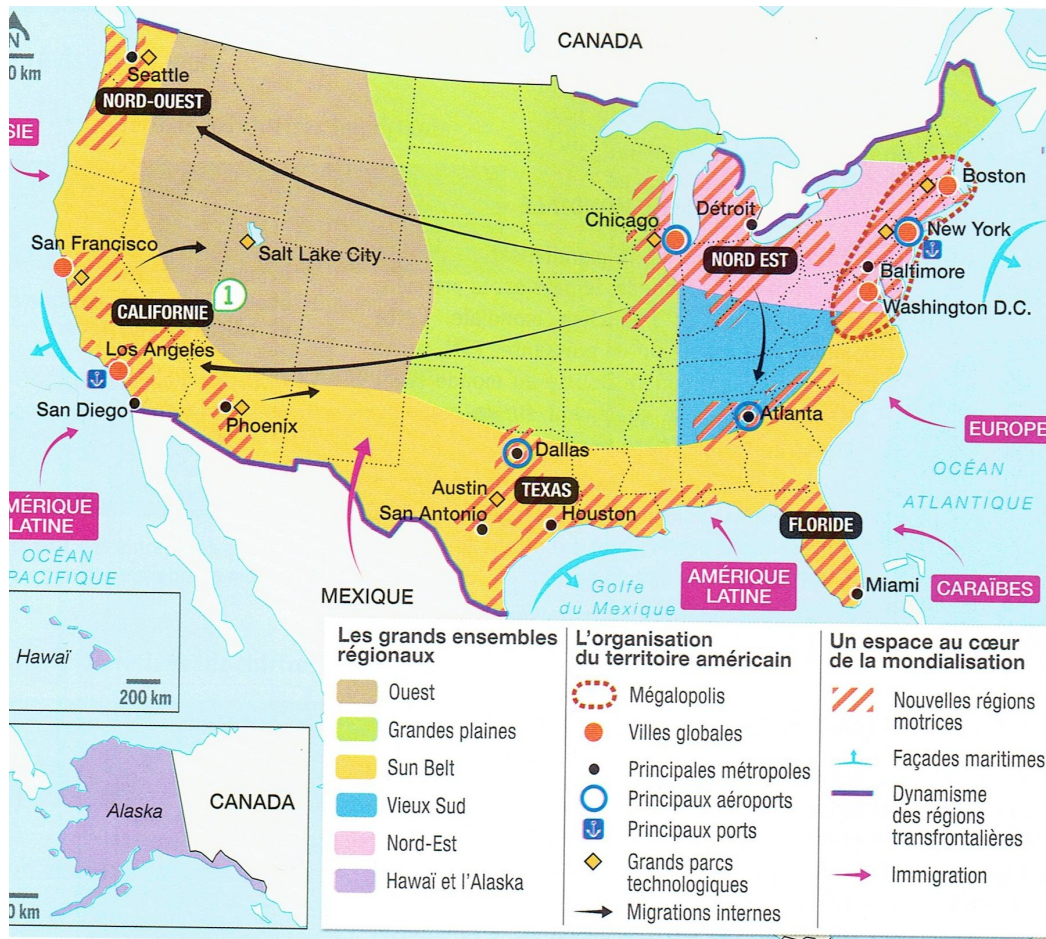 N
0 km
CANADA
Seattle
NORD-OUEST
SIE
San Francisco
Salt Lake City
1
CALIFORNIE
Los Angeles
San Diego
Phoenix
Chicago
Détroit
NORD EST
Boston
New York
Baltimore
Washington D.C.
Atlanta
Dallas
Austin
TEXAS
San Antonio
Houston
FLORIDE
Miami
EUROPE
OCÉAN
ATLANTIQUE
MÉRIQUE
LATINE
OCÉAN
PACIFIQUE
MEXIQUE
Golfe
du Mexique
AMÉRIQUE
LATINE
CARAÏBES
Hawaï
200 km
Alaska
CANADA
0 km
Les grands ensembles
régionaux
Ouest
Grandes plaines
Sun Belt
Vieux Sud
Nord-Est
Hawaï et l'Alaska
L'organisation
du territoire américain
Mégalopolis
Villes globales
Principales métropoles
Principaux aéroports
Principaux ports
Grands parcs
technologiques
Migrations internes
Un espace au cœur
de la mondialisation
Nouvelles régions
motrices
Façades maritimes
Dynamisme
des régions
transfrontalières
Immigration